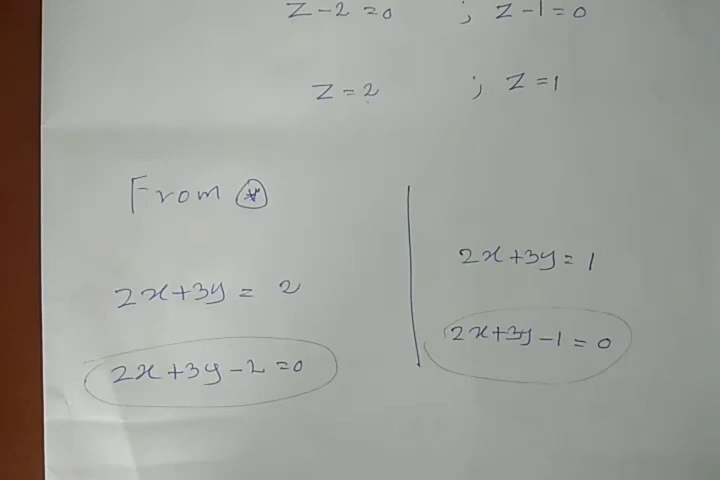 Z-2=0 ; Z-1=0
Z=2 ; Z=1
From *
2x+3y=2
2x+3y-2=0
2x+3y=1
2x+3y-1=0